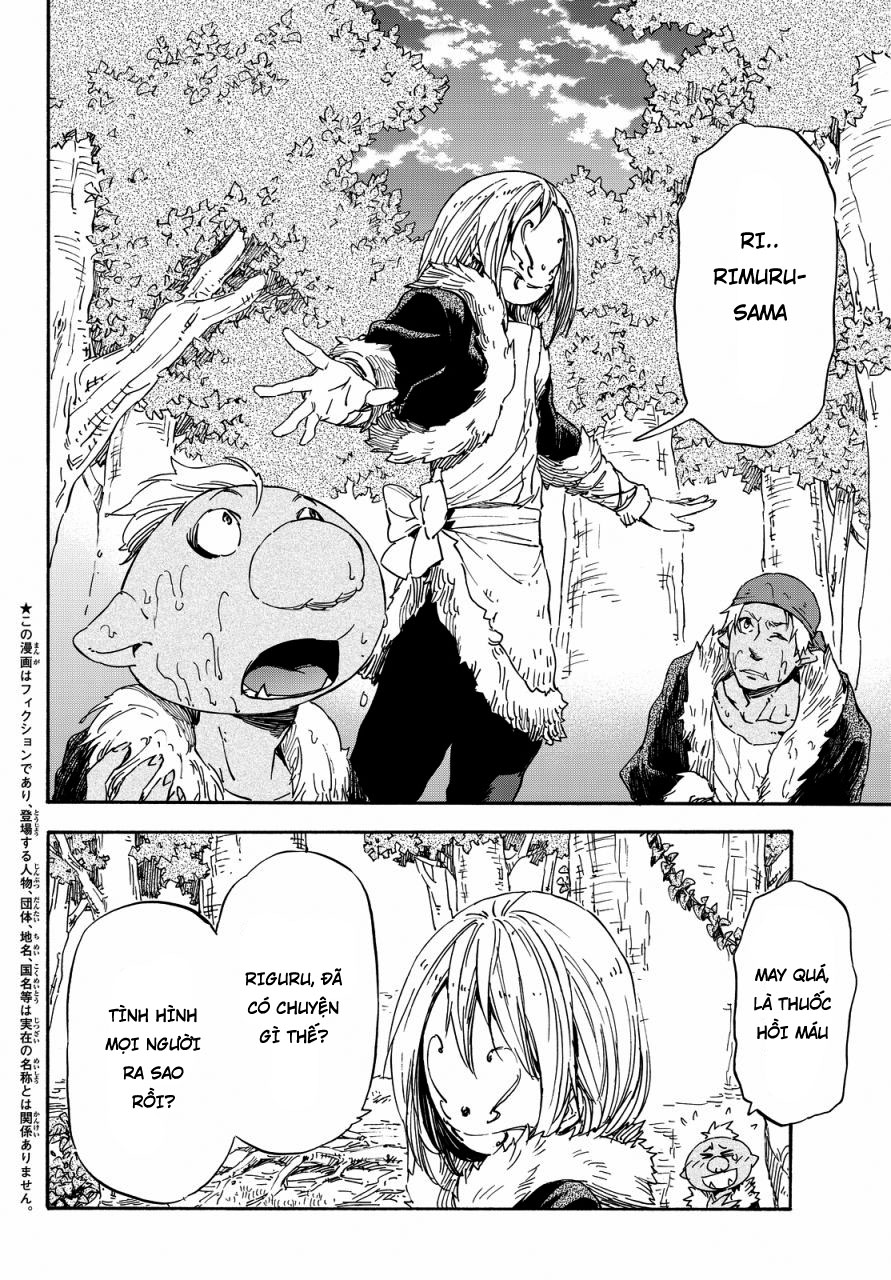 RI..
RIMURU-
SAMA
MAY QUÁ,
LÀ THUỐC
HỒI MÁU
RIGURU, ĐÃ
CÓ CHUYỆN
GÌ THẾ?
TÌNH HÌNH
MỌI NGƯỜI
RA SAO
RỒI?
★この漫画はフィクションであり、登場する人物、団体、地名、国名等は実在の名称とは関係ありません。